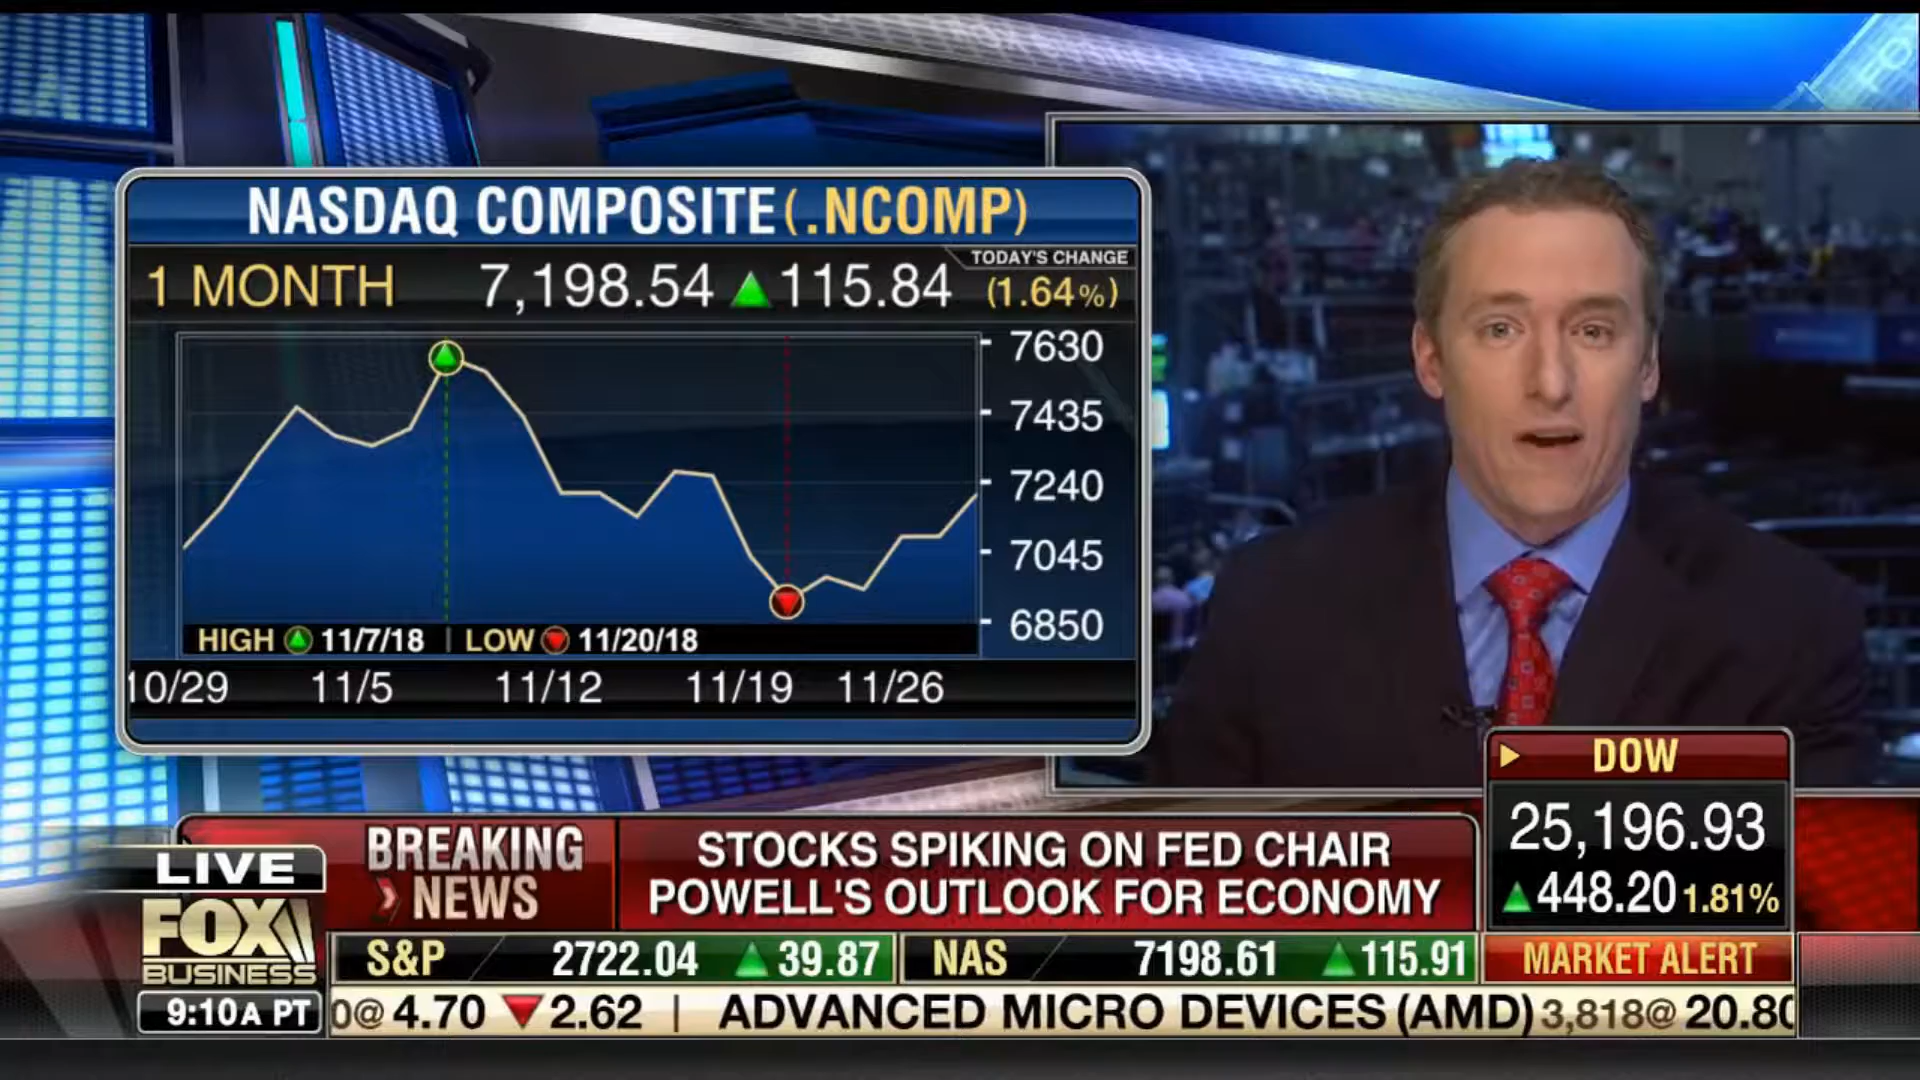 NASDAQ COMPOSITE (.NCOMP)
TODAY'S CHANGE
1 MONTH 7,198.54 ▲ 115.84 (1.64%)
7630
7435
7240
7045
6850
HIGH ▲ 11/7/18 | LOW ▼ 11/20/18
10/29 11/5 11/12 11/19 11/26
DOW
25,196.93
▲ 448.20 1.81%
MARKET ALERT
BREAKING
NEWS
STOCKS SPIKING ON FED CHAIR
POWELL'S OUTLOOK FOR ECONOMY
LIVE
FOX
BUSINESS
9:10A PT
S&P 2722.04 ▲ 39.87 NAS 7198.61 ▲ 115.91
0@ 4.70 ▼ 2.62 | ADVANCED MICRO DEVICES (AMD) 3,818@ 20.80